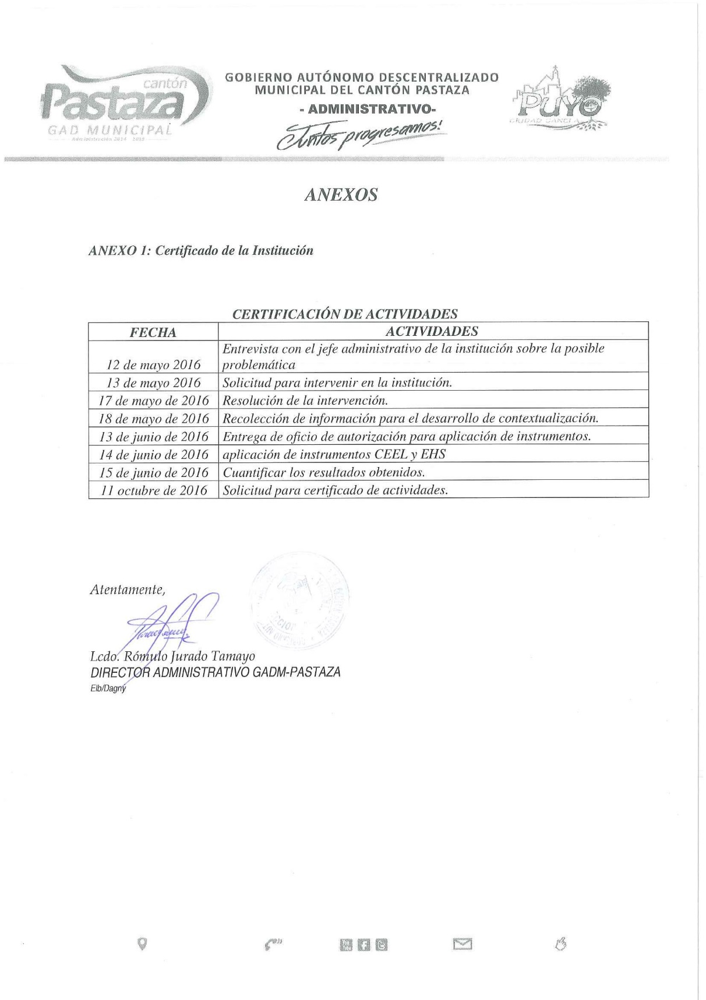 cantón
Pastaza
GAD MUNICIPAL
Administración 2014 2019
GOBIERNO AUTÓNOMO DESCENTRALIZADO
MUNICIPAL DEL CANTÓN PASTAZA
- ADMINISTRATIVO-
Juntos progresamos!
PUYO
CIUDAD CANELA
ANEXOS
ANEXO 1: Certificado de la Institución
CERTIFICACIÓN DE ACTIVIDADES
FECHA ACTIVIDADES
Entrevista con el jefe administrativo de la institución sobre la posible
12 de mayo 2016 problemática
13 de mayo 2016 Solicitud para intervenir en la institución.
17 de mayo de 2016 Resolución de la intervención.
18 de mayo de 2016 Recolección de información para el desarrollo de contextualización.
13 de junio de 2016 Entrega de oficio de autorización para aplicación de instrumentos.
14 de junio de 2016 aplicación de instrumentos CEEL y EHS
15 de junio de 2016 Cuantificar los resultados obtenidos.
11 octubre de 2016 Solicitud para certificado de actividades.
Atentamente,
Lcdo. Rómulo Jurado Tamayo
DIRECTOR ADMINISTRATIVO GADM-PASTAZA
Elb/Dagny